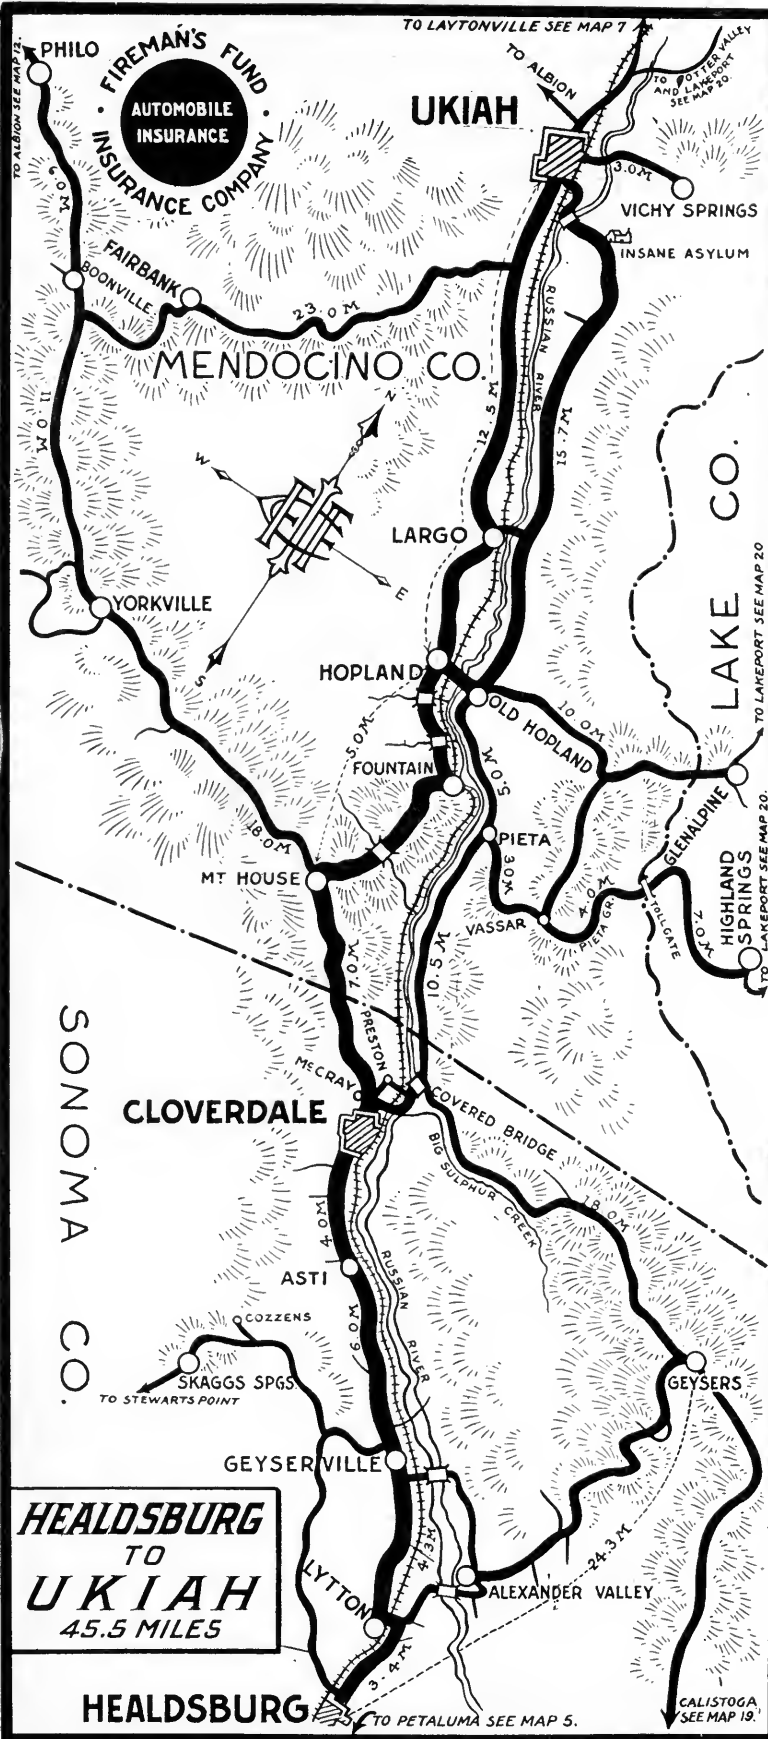 TO LAYTONVILLE SEE MAP 7
TO ALBION SEE MAP 12.
PHILO
FIREMAN'S FUND
AUTOMOBILE
INSURANCE
INSURANCE COMPANY
TO ALBION
TO POTTER VALLEY
AND LAKEPORT
SEE MAP 20.
UKIAH
3.0 M
VICHY SPRINGS
INSANE ASYLUM
6.0 M
BOONVILLE
FAIRBANK
23.0 M
RUSSIAN RIVER
MENDOCINO CO.
12.5 M
15.7 M
11.0 M
N
W
E
S
LARGO
LAKE CO.
TO LAKEPORT SEE MAP 20
YORKVILLE
HOPLAND
OLD HOPLAND
10.0 M
5.0 M
FOUNTAIN
5.0 M
GLENALPINE
18.0 M
PIETA
MT HOUSE
3.0 M
VASSAR
4.0 M
PIETA GR.
TOLLGATE
7.0 M
HIGHLAND
SPRINGS
TO LAKEPORT SEE MAP 20.
7.0 M
10.5 M
SONOMA CO.
PRESTON
McCRAY
CLOVERDALE
COVERED BRIDGE
BIG SULPHUR CREEK
18.0 M
4.0 M
ASTI
RUSSIAN RIVER
6.0 M
COZZENS
SKAGGS SPGS.
TO STEWARTS POINT
GEYSERS
GEYSERVILLE
HEALDSBURG
TO
UKIAH
45.5 MILES
4.3 M
24.3 M
LYTTON
ALEXANDER VALLEY
3.4 M
HEALDSBURG
TO PETALUMA SEE MAP 5.
CALISTOGA
SEE MAP 19.